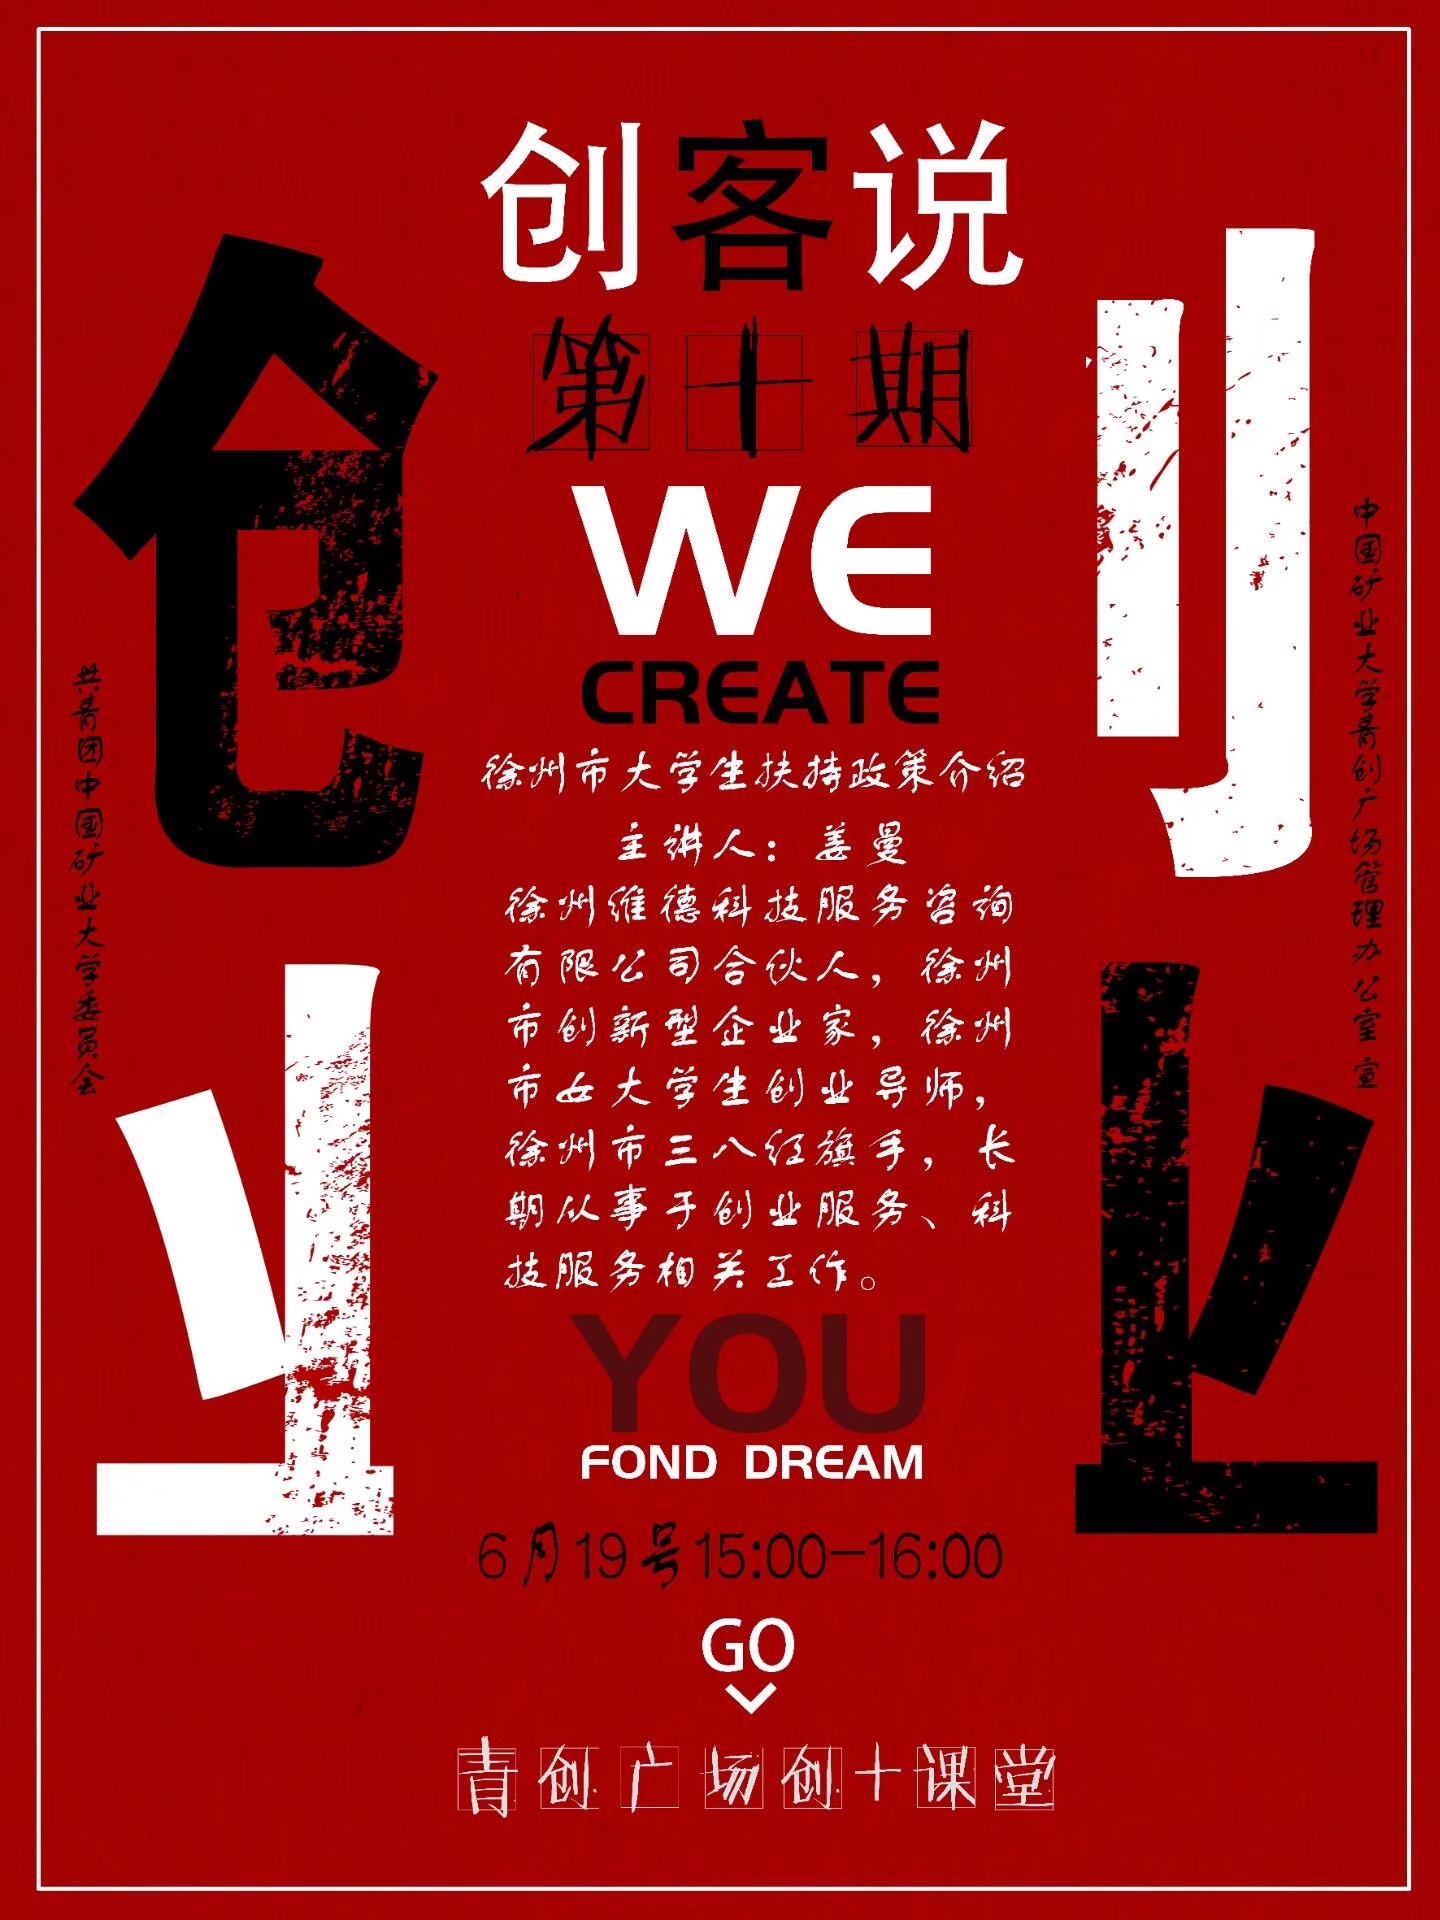 创客说
第十期
WE
CREATE
徐州市大学生扶持政策介绍
主讲人：姜曼
徐州维德科技服务咨询
有限公司合伙人，徐州
市创新型企业家，徐州
市女大学生创业导师，
徐州市三八红旗手，长
期从事于创业服务、科
技服务相关工作。
YOU
FOND DREAM
6月19号15:00-16:00
GO
青创广场创+课堂
创业
共青团中国矿业大学委员会
中国矿业大学青创广场管理办公室 宣